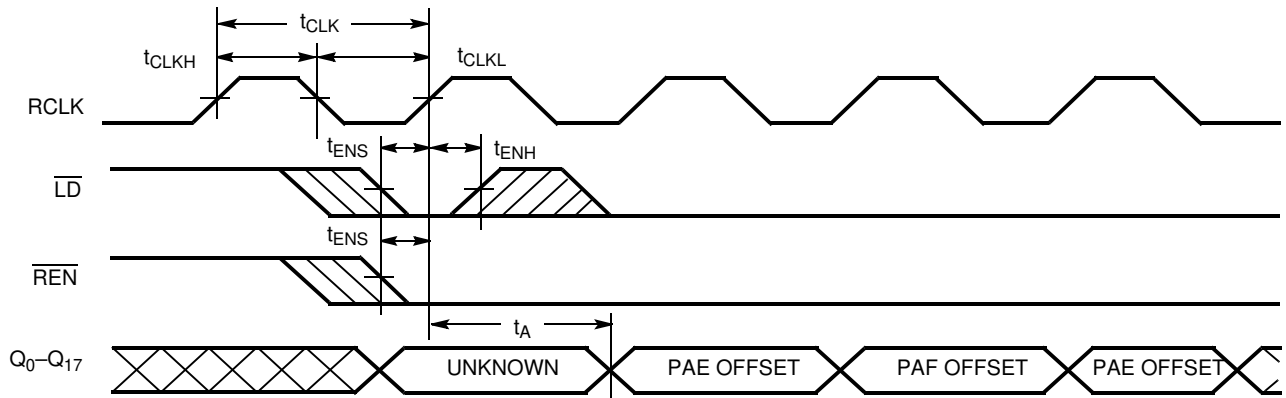 tCLK
tCLKH
tCLKL
RCLK
tENS
tENH
LD
tENS
REN
tA
Q0–Q17
UNKNOWN
PAE OFFSET
PAF OFFSET
PAE OFFSET